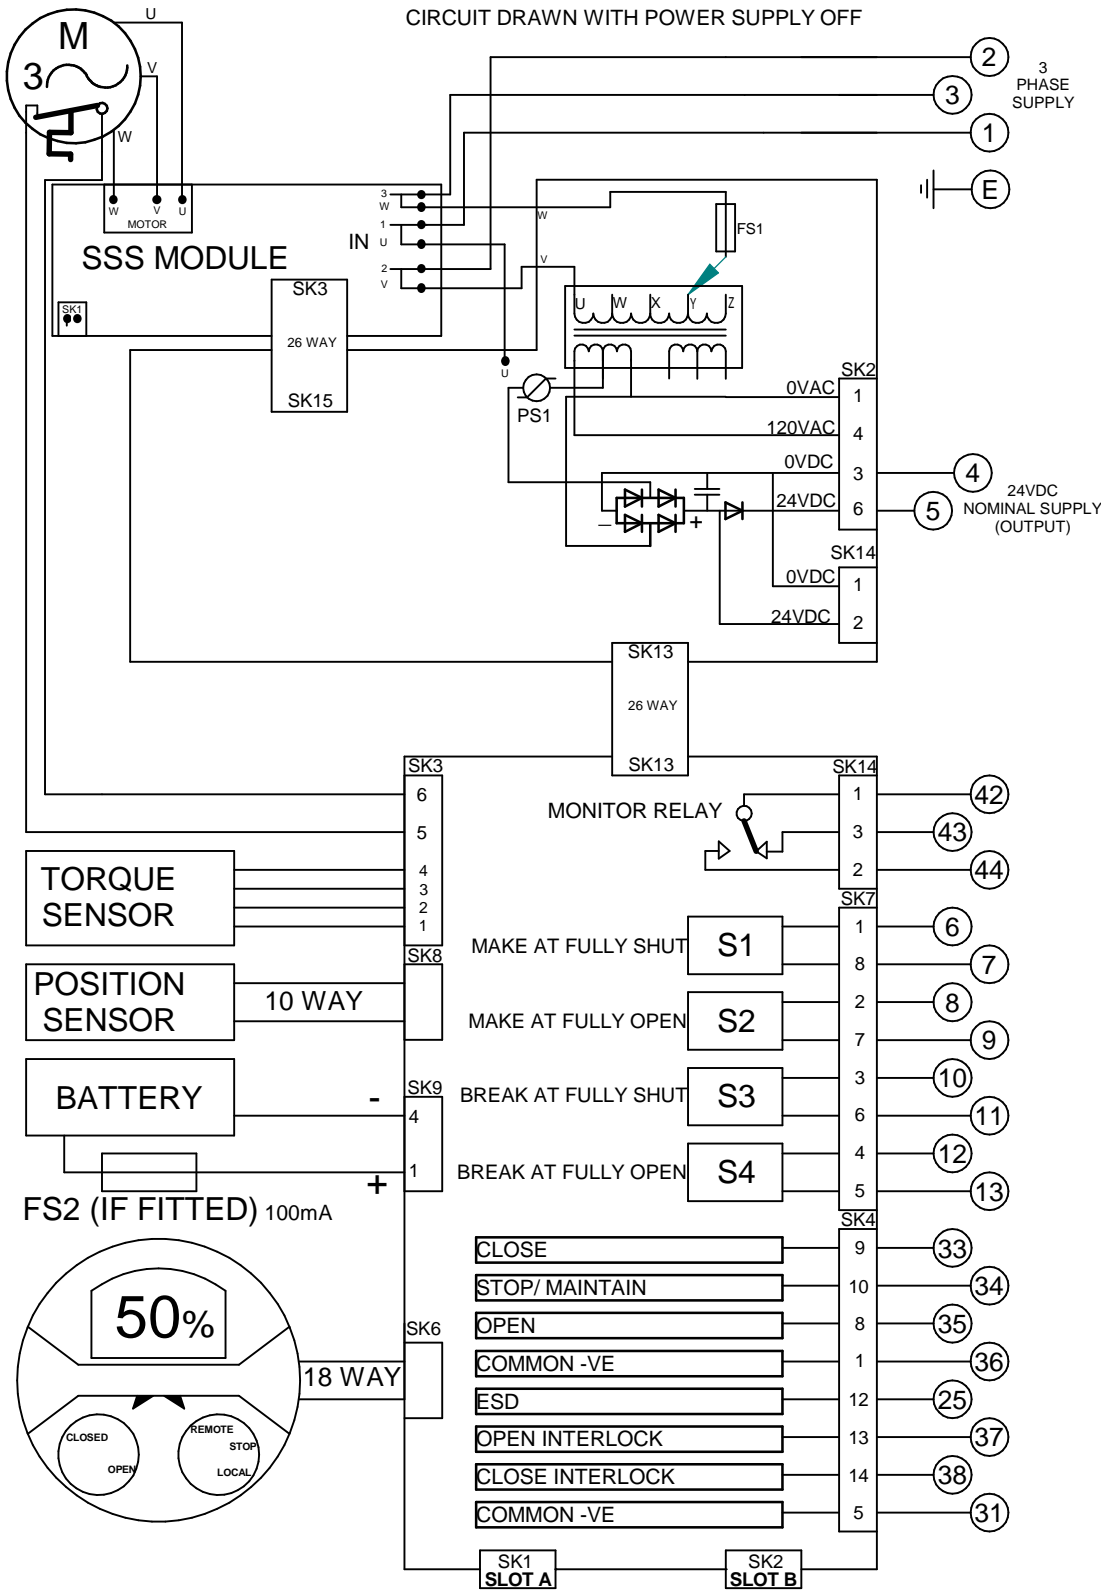 CIRCUIT DRAWN WITH POWER SUPPLY OFF
U
M
3
V
W
2
3
1
E
3
PHASE
SUPPLY
W V U
MOTOR
SSS MODULE
IN
3
W
1
U
2
V
W
V
U
FS1
U W X Y Z
SK1
SK3
26 WAY
SK15
PS1
SK2
0VAC 1
120VAC 4
0VDC 3 4
24VDC 6 5
24VDC
NOMINAL SUPPLY
(OUTPUT)
– +
SK14
0VDC 1
24VDC 2
SK13
26 WAY
SK13
SK3
6
5
4
3
2
1
TORQUE
SENSOR
SK8
POSITION
SENSOR
10 WAY
SK9
BATTERY
- 4
1
+
FS2 (IF FITTED) 100mA
50%
CLOSED
OPEN
REMOTE
STOP
LOCAL
SK6
18 WAY
SK14
MONITOR RELAY
1 42
3 43
2 44
SK7
MAKE AT FULLY SHUT S1
1 6
8 7
MAKE AT FULLY OPEN S2
2 8
7 9
BREAK AT FULLY SHUT S3
3 10
6 11
BREAK AT FULLY OPEN S4
4 12
5 13
SK4
CLOSE 9 33
STOP/ MAINTAIN 10 34
OPEN 8 35
COMMON -VE 1 36
ESD 12 25
OPEN INTERLOCK 13 37
CLOSE INTERLOCK 14 38
COMMON -VE 5 31
SK1
SLOT A
SK2
SLOT B